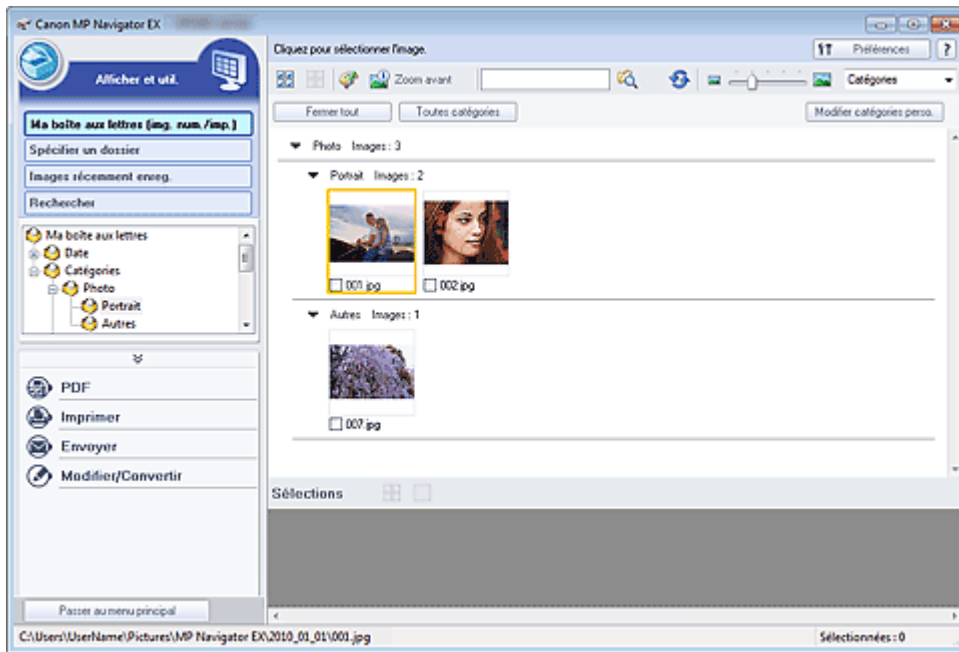 Canon MP Navigator EX
Afficher et util.
Ma boîte aux lettres (img. num./imp.)
Spécifier un dossier
Images récemment enreg.
Rechercher
Ma boîte aux lettres
Date
Catégories
Photo
Portrait
Autres
PDF
Imprimer
Envoyer
Modifier/Convertir
Passer au menu principal
Cliquez pour sélectionner l'image.
Préférences
?
Zoom avant
Catégories
Fermer tout
Toutes catégories
Modifier catégories perso.
Photo Images : 3
Portrait Images : 2
001.jpg
002.jpg
Autres Images : 1
007.jpg
Sélections
C:\Users\UserName\Pictures\MP Navigator EX\2010_01_01\001.jpg
Sélectionnées : 0